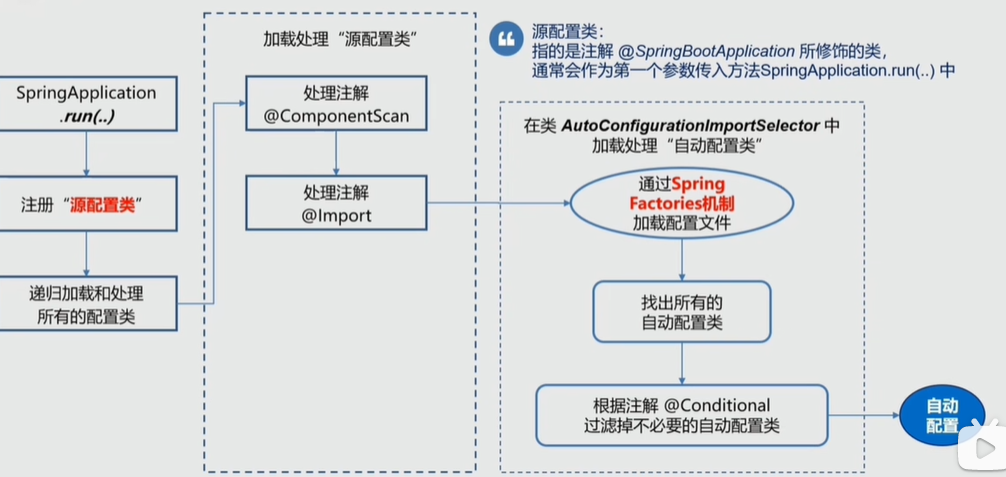 加载处理“源配置类”
源配置类：
指的是注解 @SpringBootApplication 所修饰的类，
通常会作为第一个参数传入方法SpringApplication.run(..) 中
SpringApplication
.run(..)
注册“源配置类”
递归加载和处理
所有的配置类
处理注解
@ComponentScan
处理注解
@Import
在类 AutoConfigurationImportSelector 中
加载处理“自动配置类”
通过Spring
Factories机制
加载配置文件
找出所有的
自动配置类
根据注解 @Conditional
过滤掉不必要的自动配置类
自动
配置